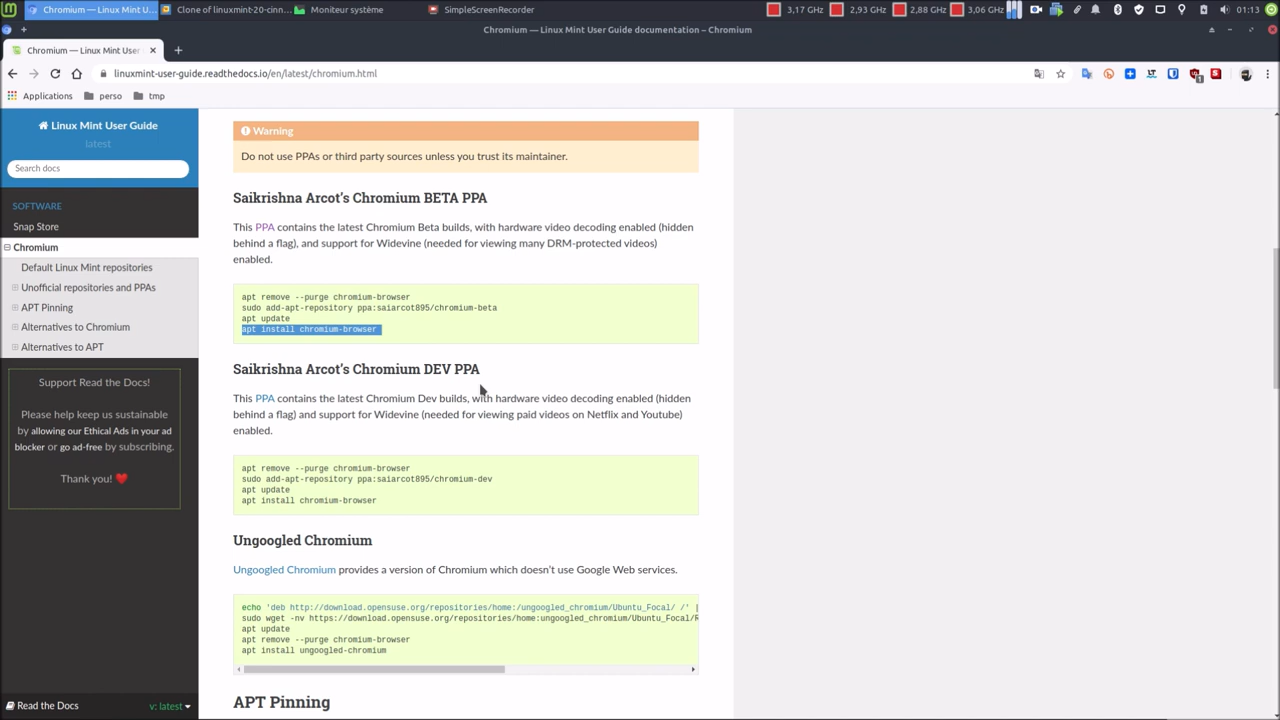 Chromium — Linux Mint U...
Clone of linuxmint-20-cinn...
Moniteur système
SimpleScreenRecorder
3,17 GHz
2,93 GHz
2,88 GHz
3,06 GHz
01:13
Chromium — Linux Mint User Guide documentation – Chromium
Chromium — Linux Mint User
linuxmint-user-guide.readthedocs.io/en/latest/chromium.html
Applications
perso
tmp
Linux Mint User Guide
latest
Search docs
SOFTWARE
Snap Store
Chromium
Default Linux Mint repositories
Unofficial repositories and PPAs
APT Pinning
Alternatives to Chromium
Alternatives to APT
Support Read the Docs!
Please help keep us sustainable
by allowing our Ethical Ads in your ad
blocker or go ad-free by subscribing.
Thank you! ❤️
Read the Docs
v: latest
Warning
Do not use PPAs or third party sources unless you trust its maintainer.
Saikrishna Arcot’s Chromium BETA PPA
This PPA contains the latest Chromium Beta builds, with hardware video decoding enabled (hidden
behind a flag), and support for Widevine (needed for viewing many DRM-protected videos)
enabled.
apt remove --purge chromium-browser
sudo add-apt-repository ppa:saiarcot895/chromium-beta
apt update
apt install chromium-browser
Saikrishna Arcot’s Chromium DEV PPA
This PPA contains the latest Chromium Dev builds, with hardware video decoding enabled (hidden
behind a flag) and support for Widevine (needed for viewing paid videos on Netflix and Youtube)
enabled.
apt remove --purge chromium-browser
sudo add-apt-repository ppa:saiarcot895/chromium-dev
apt update
apt install chromium-browser
Ungoogled Chromium
Ungoogled Chromium provides a version of Chromium which doesn’t use Google Web services.
echo 'deb http://download.opensuse.org/repositories/home:/ungoogled_chromium/Ubuntu_Focal/ /' |
sudo wget -nv https://download.opensuse.org/repositories/home:ungoogled_chromium/Ubuntu_Focal/R
apt update
apt remove --purge chromium-browser
apt install ungoogled-chromium
APT Pinning